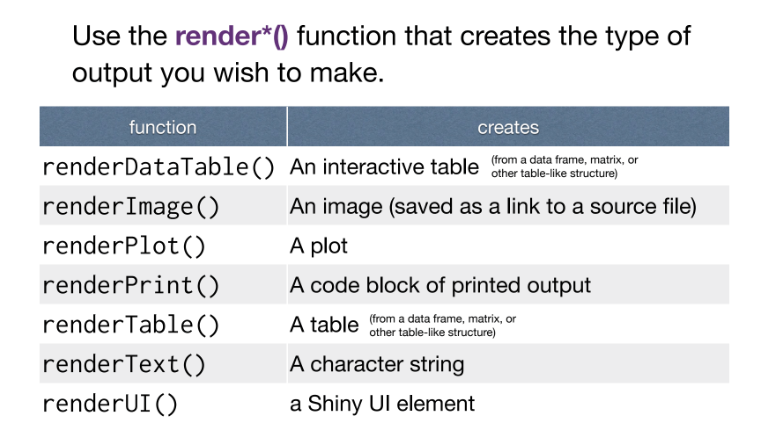 Use the render*() function that creates the type of
output you wish to make.
function creates
renderDataTable() An interactive table (from a data frame, matrix, or
other table-like structure)
renderImage() An image (saved as a link to a source file)
renderPlot() A plot
renderPrint() A code block of printed output
renderTable() A table (from a data frame, matrix, or
other table-like structure)
renderText() A character string
renderUI() a Shiny UI element